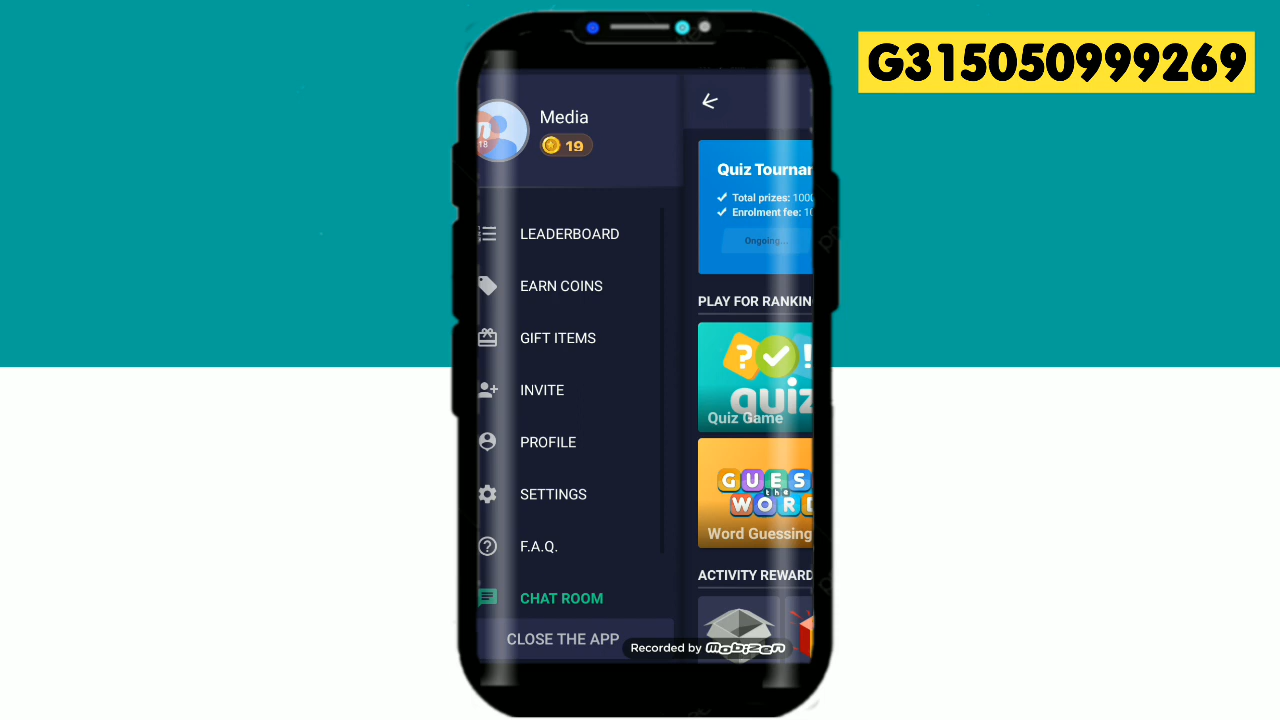 G315050999269
Media
19
18
LEADERBOARD
EARN COINS
GIFT ITEMS
INVITE
PROFILE
SETTINGS
F.A.Q.
CHAT ROOM
CLOSE THE APP
Quiz Tournar
Total prizes: 1000
Enrolment fee: 10
Ongoing...
PLAY FOR RANKIN
? !
quiz
Quiz Game
GUES
the
WORD
Word Guessing
ACTIVITY REWARD
Recorded by mobizen